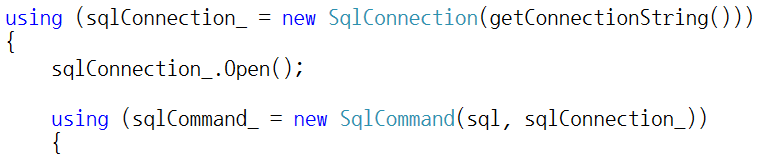 using (sqlConnection_ = new SqlConnection(getConnectionString()))
{
    sqlConnection_.Open();

    using (sqlCommand_ = new SqlCommand(sql, sqlConnection_))
    {